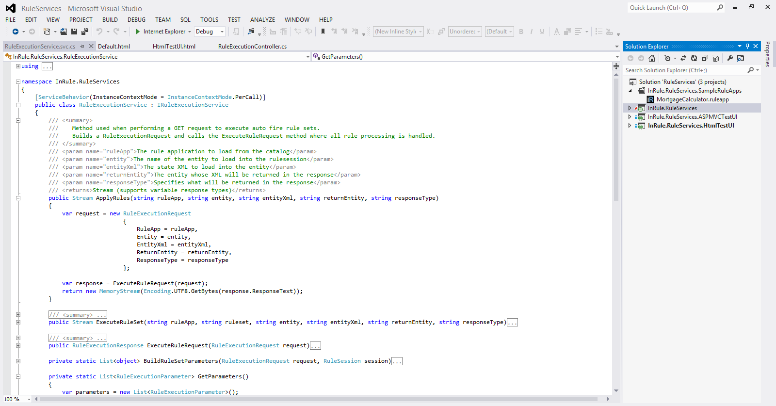 RuleServices - Microsoft Visual Studio
Quick Launch (Ctrl+Q)
FILE EDIT VIEW PROJECT BUILD DEBUG TEAM SQL TOOLS TEST ANALYZE WINDOW HELP
Internet Explorer Debug
(New Inline Style
(Default
RuleExecutionService.svc.cs Default.html HtmlTestUI.html RuleExecutionController.cs
InRule.RuleServices.RuleExecutionService GetParameters()
using ...
namespace InRule.RuleServices
{
[ServiceBehavior(InstanceContextMode = InstanceContextMode.PerCall)]
public class RuleExecutionService : IRuleExecutionService
{
/// <summary>
/// Method used when performing a GET request to execute auto fire rule sets.
/// Builds a RuleExecutionRequest and calls the ExecuteRuleRequest method where all rule processing is handled.
/// </summary>
/// <param name="ruleApp">The rule application to load from the catalog</param>
/// <param name="entity">The name of the entity to load into the rulesession</param>
/// <param name="entityXml">The state XML to load into the entity</param>
/// <param name="returnEntity">The entity whose XML will be returned in the response</param>
/// <param name="responseType">Specifies what will be returned in the response</param>
/// <returns>Stream (supports variable response types)</returns>
public Stream ApplyRules(string ruleApp, string entity, string entityXml, string returnEntity, string responseType)
{
var request = new RuleExecutionRequest
{
RuleApp = ruleApp,
Entity = entity,
EntityXml = entityXml,
ReturnEntity = returnEntity,
ResponseType = responseType
};
var response = ExecuteRuleRequest(request);
return new MemoryStream(Encoding.UTF8.GetBytes(response.ResponseText));
}
/// <summary> ...
public Stream ExecuteRuleSet(string ruleApp, string ruleset, string entity, string entityXml, string returnEntity, string responseType)...
/// <summary> ...
public RuleExecutionResponse ExecuteRuleRequest(RuleExecutionRequest request)...
private static List<object> BuildRuleSetParameters(RuleExecutionRequest request, RuleSession session)...
private static List<RuleExecutionParameter> GetParameters()
{
var parameters = new List<RuleExecutionParameter>();
100 %
Solution Explorer
Search Solution Explorer (Ctrl+;)
Solution 'RuleServices' (3 projects)
InRule.RuleServices.SampleRuleApps
MortgageCalculator.ruleapp
InRule.RuleServices
InRule.RuleServices.ASPMVCTestUI
InRule.RuleServices.HtmlTestUI
Properties